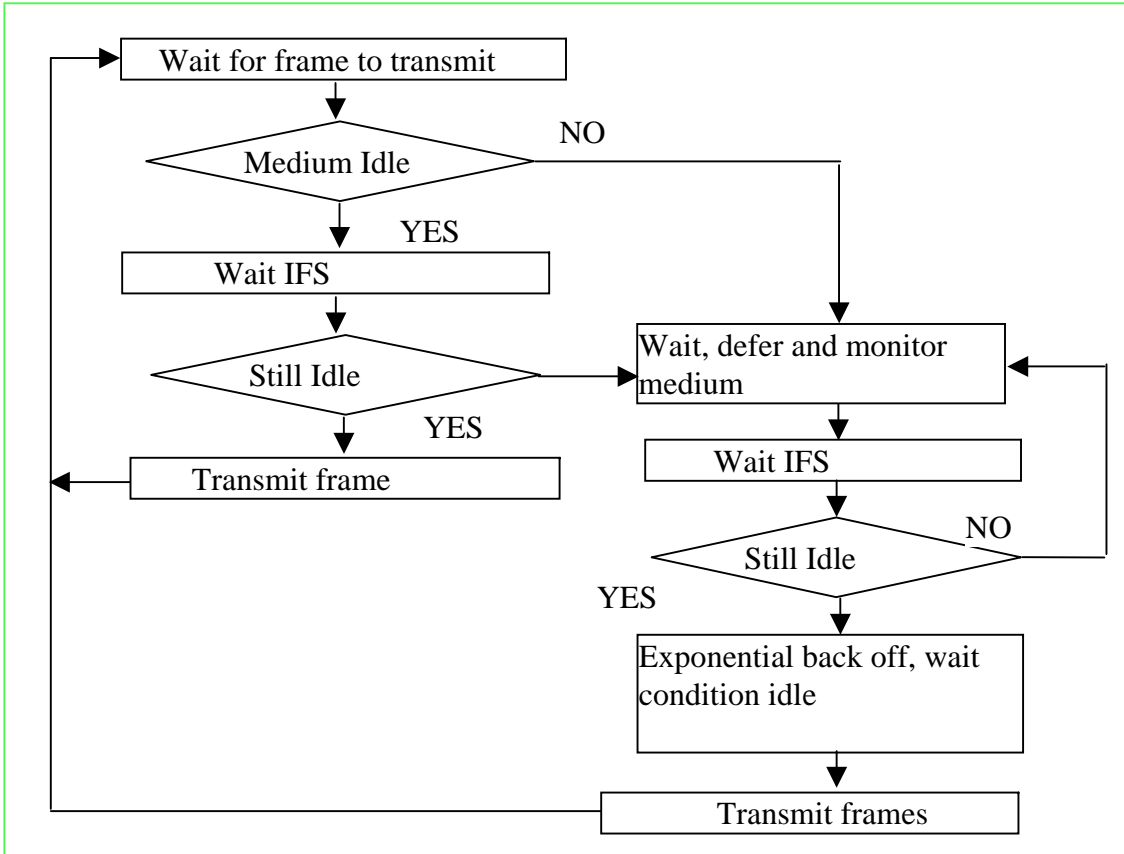 Wait for frame to transmit
NO
Medium Idle
YES
Wait IFS
Wait, defer and monitor
medium
Still Idle
YES
Wait IFS
Transmit frame
NO
Still Idle
YES
Exponential back off, wait
condition idle
Transmit frames